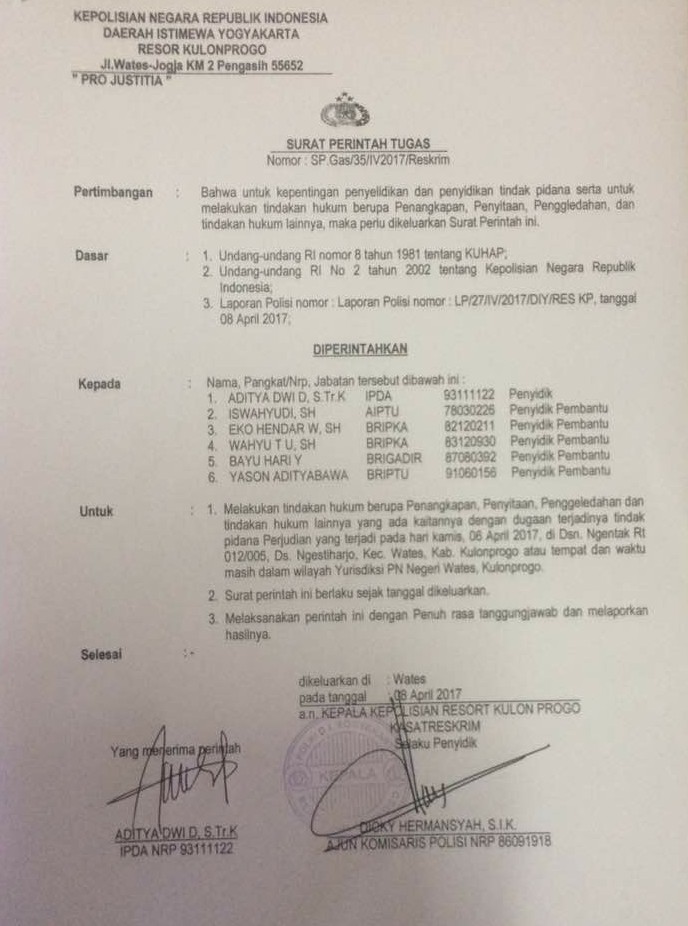 KEPOLISIAN NEGARA REPUBLIK INDONESIA
DAERAH ISTIMEWA YOGYAKARTA
RESOR KULONPROGO
Jl.Wates-Jogja KM 2 Pengasih 55652
" PRO JUSTITIA "
SURAT PERINTAH TUGAS
Nomor : SP.Gas/35/IV2017/Reskrim
Pertimbangan : Bahwa untuk kepentingan penyelidikan dan penyidikan tindak pidana serta untuk
melakukan tindakan hukum berupa Penangkapan, Penyitaan, Penggledahan, dan
tindakan hukum lainnya, maka perlu dikeluarkan Surat Perintah ini.
Dasar : 1. Undang-undang RI nomor 8 tahun 1981 tentang KUHAP;
2. Undang-undang RI No 2 tahun 2002 tentang Kepolisian Negara Republik
Indonesia;
3. Laporan Polisi nomor : Laporan Polisi nomor : LP/27/IV/2017/DIY/RES KP, tanggal
08 April 2017;
DIPERINTAHKAN
Kepada : Nama, Pangkat/Nrp, Jabatan tersebut dibawah ini :
1. ADITYA DWI D, S.Tr.K IPDA 93111122 Penyidik
2. ISWAHYUDI, SH AIPTU 78030226 Penyidik Pembantu
3. EKO HENDAR W, SH BRIPKA 82120211 Penyidik Pembantu
4. WAHYU T U, SH BRIPKA 83120930 Penyidik Pembantu
5. BAYU HARI Y BRIGADIR 87080392 Penyidik Pembantu
6. YASON ADITYABAWA BRIPTU 91060156 Penyidik Pembantu
Untuk : 1. Melakukan tindakan hukum berupa Penangkapan, Penyitaan, Penggeledahan dan
tindakan hukum lainnya yang ada kaitannya dengan dugaan terjadinya tindak
pidana Perjudian yang terjadi pada hari kamis, 06 April 2017, di Dsn. Ngentak Rt
012/006, Ds. Ngestiharjo, Kec. Wates, Kab. Kulonprogo atau tempat dan waktu
masih dalam wilayah Yurisdiksi PN Negeri Wates, Kulonprogo.
2. Surat perintah ini berlaku sejak tanggal dikeluarkan.
3. Melaksanakan perintah ini dengan Penuh rasa tanggungjawab dan melaporkan
hasilnya.
Selesai : -
dikeluarkan di : Wates
pada tanggal : 08 April 2017
a.n. KEPALA KEPOLISIAN RESORT KULON PROGO
KASATRESKRIM
Selaku Penyidik
Yang menerima perintah
KEPALA
ADITYA DWI D, S.Tr.K
IPDA NRP 93111122
DICKY HERMANSYAH, S.I.K.
AJUN KOMISARIS POLISI NRP 86091918